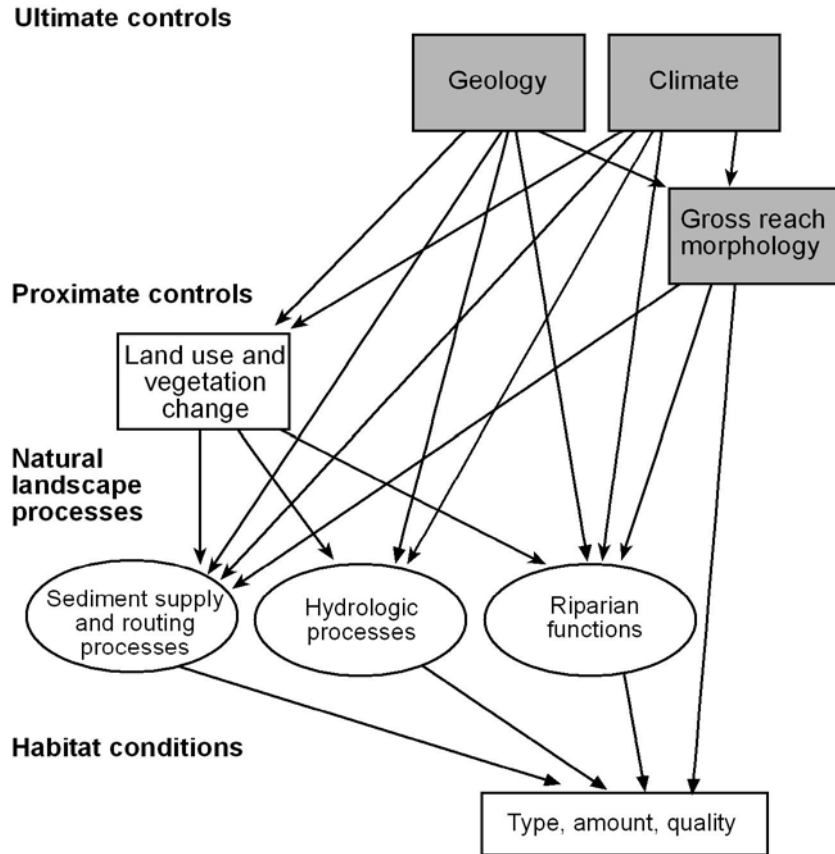 Ultimate controls
Geology
Climate
Gross reach
morphology
Proximate controls
Land use and
vegetation
change
Natural
landscape
processes
Sediment supply
and routing
processes
Hydrologic
processes
Riparian
functions
Habitat conditions
Type, amount, quality